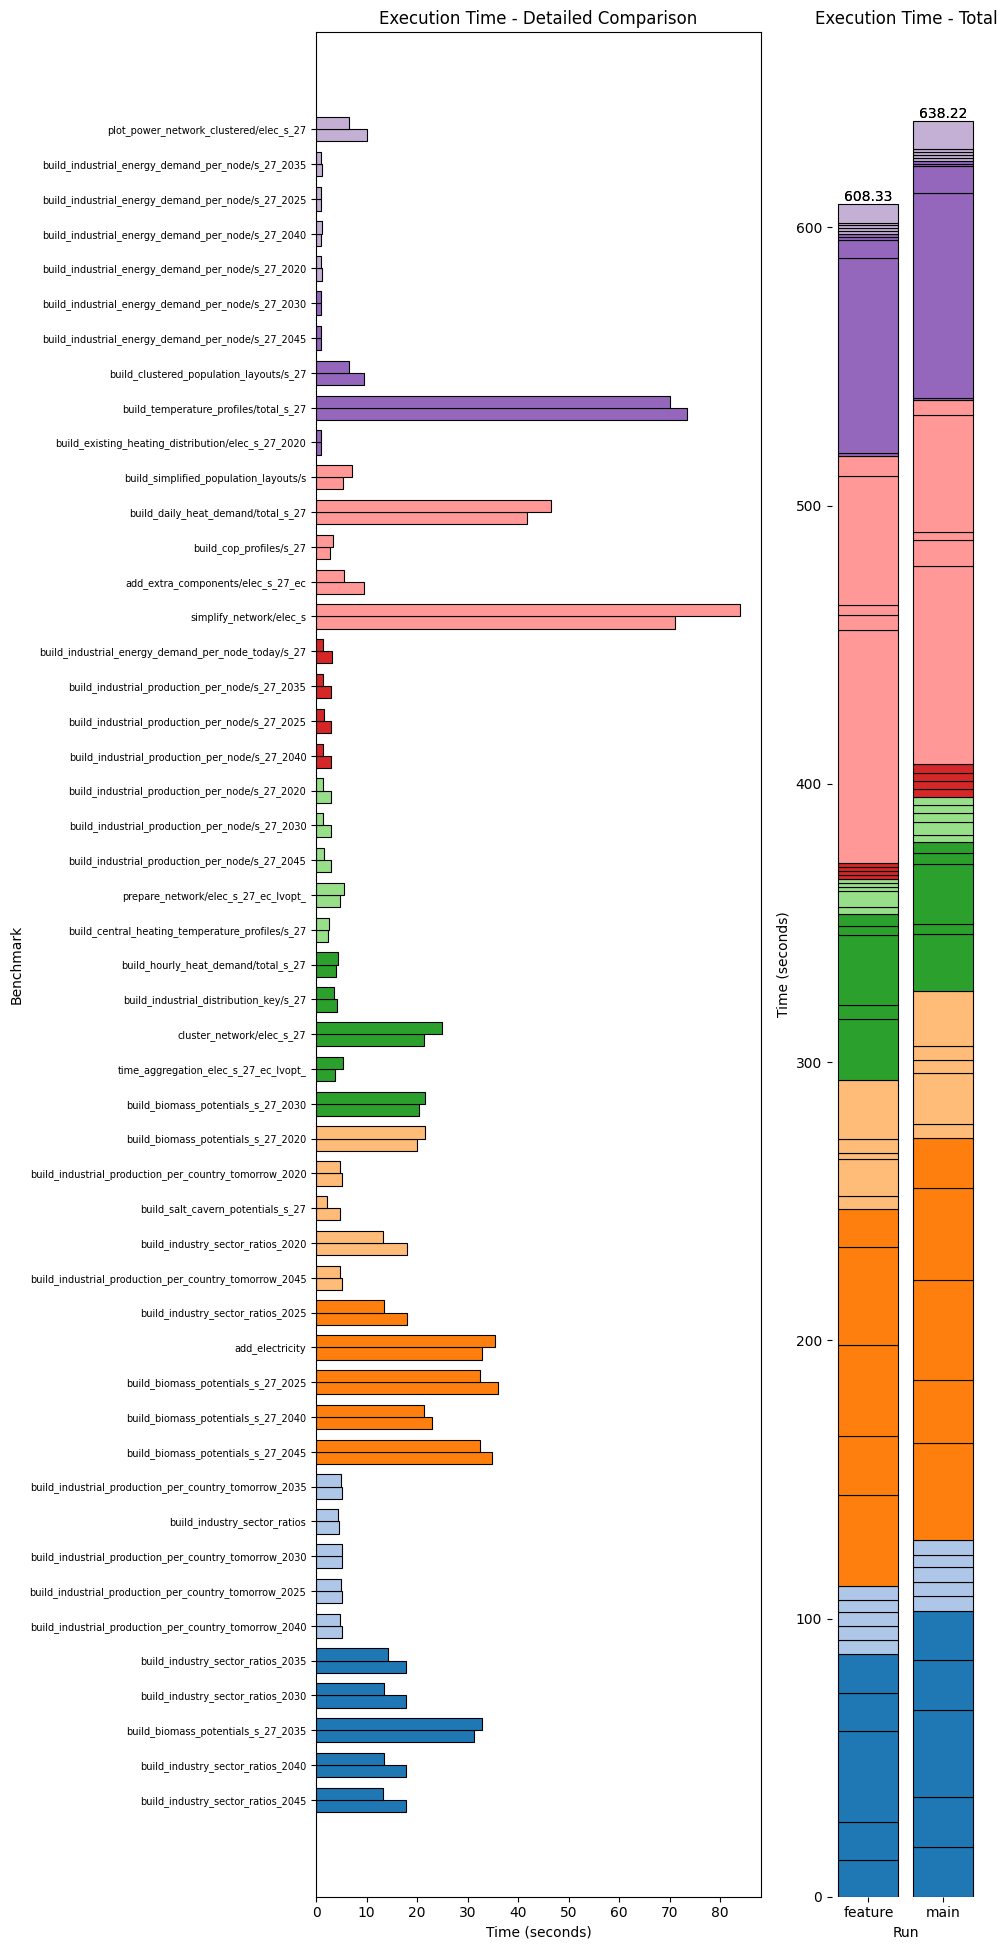 Execution Time - Detailed Comparison
Execution Time - Total
Benchmark
plot_power_network_clustered/elec_s_27
build_industrial_energy_demand_per_node/s_27_2035
build_industrial_energy_demand_per_node/s_27_2025
build_industrial_energy_demand_per_node/s_27_2040
build_industrial_energy_demand_per_node/s_27_2020
build_industrial_energy_demand_per_node/s_27_2030
build_industrial_energy_demand_per_node/s_27_2045
build_clustered_population_layouts/s_27
build_temperature_profiles/total_s_27
build_existing_heating_distribution/elec_s_27_2020
build_simplified_population_layouts/s
build_daily_heat_demand/total_s_27
build_cop_profiles/s_27
add_extra_components/elec_s_27_ec
simplify_network/elec_s
build_industrial_energy_demand_per_node_today/s_27
build_industrial_production_per_node/s_27_2035
build_industrial_production_per_node/s_27_2025
build_industrial_production_per_node/s_27_2040
build_industrial_production_per_node/s_27_2020
build_industrial_production_per_node/s_27_2030
build_industrial_production_per_node/s_27_2045
prepare_network/elec_s_27_ec_lvopt_
build_central_heating_temperature_profiles/s_27
build_hourly_heat_demand/total_s_27
build_industrial_distribution_key/s_27
cluster_network/elec_s_27
time_aggregation_elec_s_27_ec_lvopt_
build_biomass_potentials_s_27_2030
build_biomass_potentials_s_27_2020
build_industrial_production_per_country_tomorrow_2020
build_salt_cavern_potentials_s_27
build_industry_sector_ratios_2020
build_industrial_production_per_country_tomorrow_2045
build_industry_sector_ratios_2025
add_electricity
build_biomass_potentials_s_27_2025
build_biomass_potentials_s_27_2040
build_biomass_potentials_s_27_2045
build_industrial_production_per_country_tomorrow_2035
build_industry_sector_ratios
build_industrial_production_per_country_tomorrow_2030
build_industrial_production_per_country_tomorrow_2025
build_industrial_production_per_country_tomorrow_2040
build_industry_sector_ratios_2035
build_industry_sector_ratios_2030
build_biomass_potentials_s_27_2035
build_industry_sector_ratios_2040
build_industry_sector_ratios_2045
0 10 20 30 40 50 60 70 80
Time (seconds)
638.22
608.33
Time (seconds)
600
500
400
300
200
100
0
feature main
Run